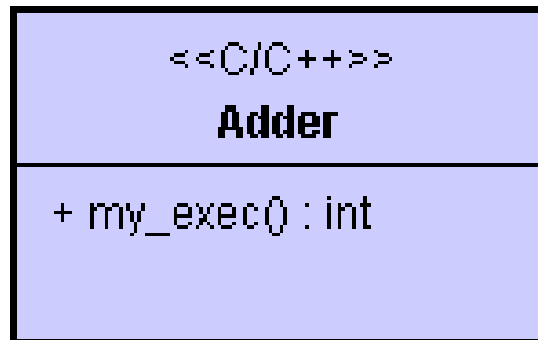 <<C/C++>>
Adder
+ my_exec() : int